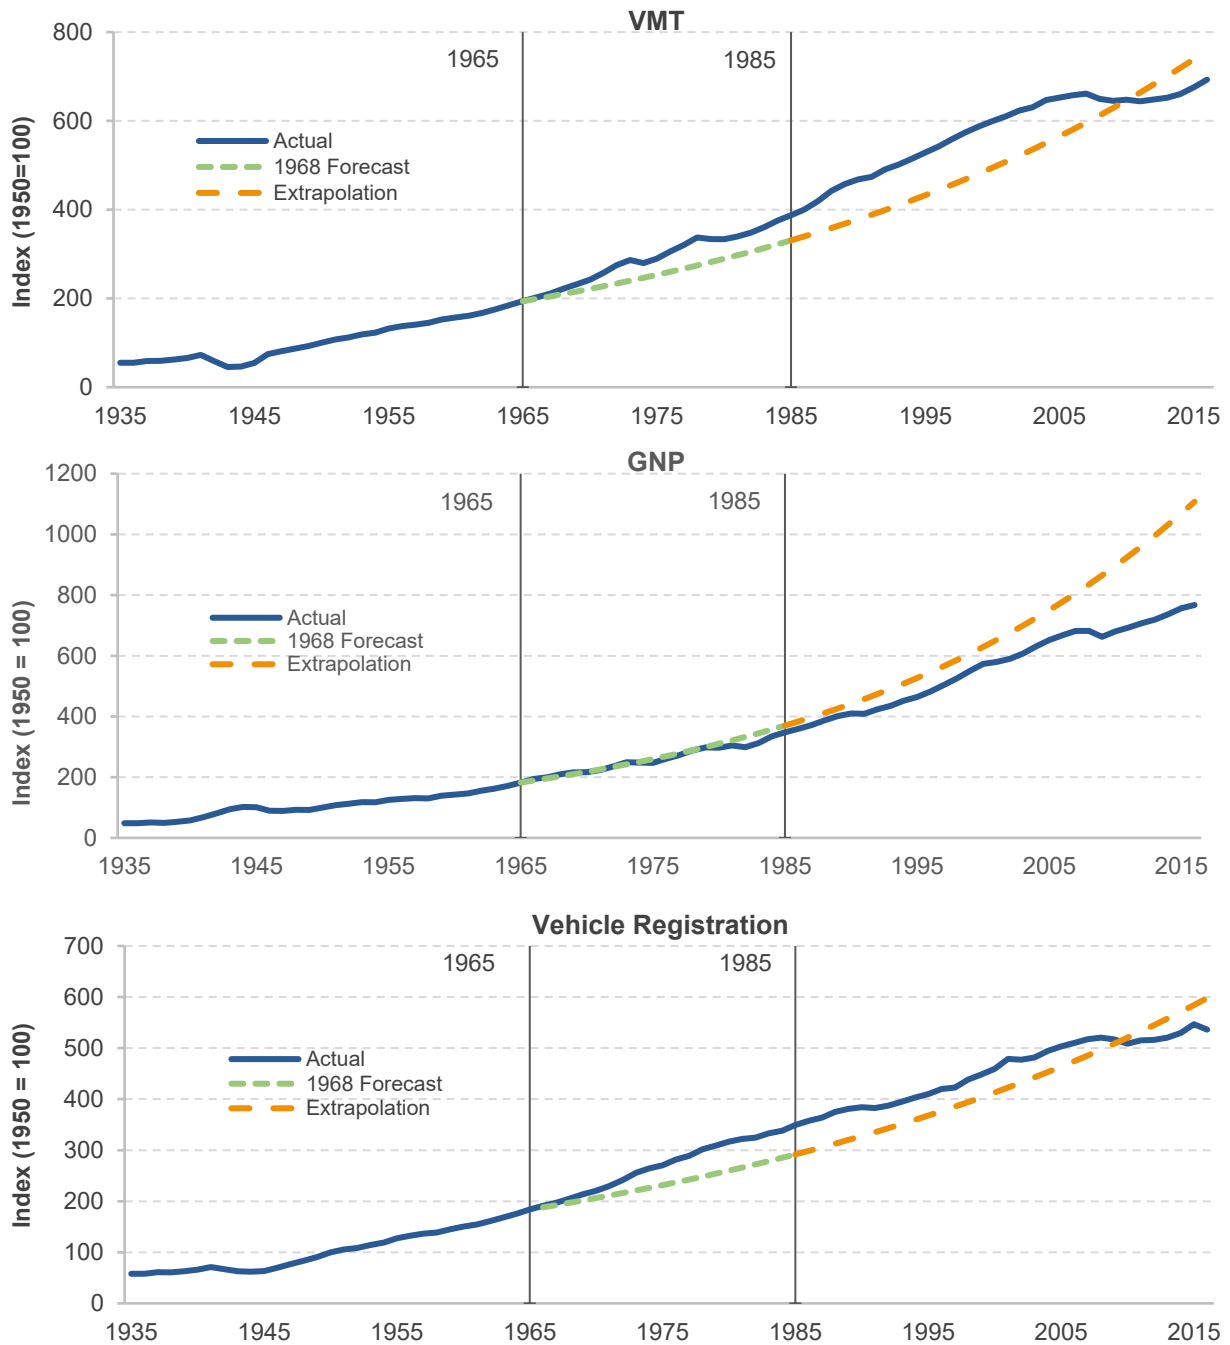 VMT
800
1965
1985
600
Actual
1968 Forecast
Extrapolation
400
200
0
Index (1950=100)
1935 1945 1955 1965 1975 1985 1995 2005 2015
GNP
1200
1965
1985
1000
800
Actual
1968 Forecast
Extrapolation
600
400
200
0
Index (1950 = 100)
1935 1945 1955 1965 1975 1985 1995 2005 2015
Vehicle Registration
700
1965
1985
600
500
Actual
1968 Forecast
Extrapolation
400
300
200
100
0
Index (1950 = 100)
1935 1945 1955 1965 1975 1985 1995 2005 2015